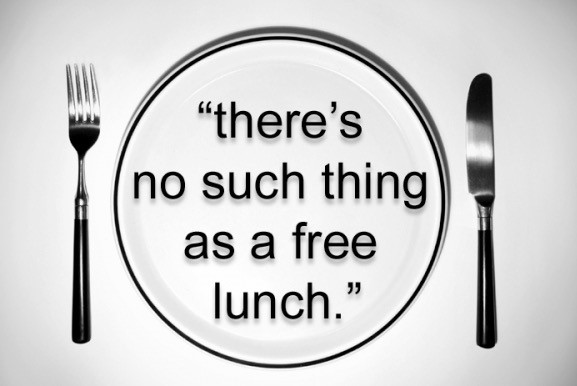 “there’s
no such thing
as a free
lunch.”